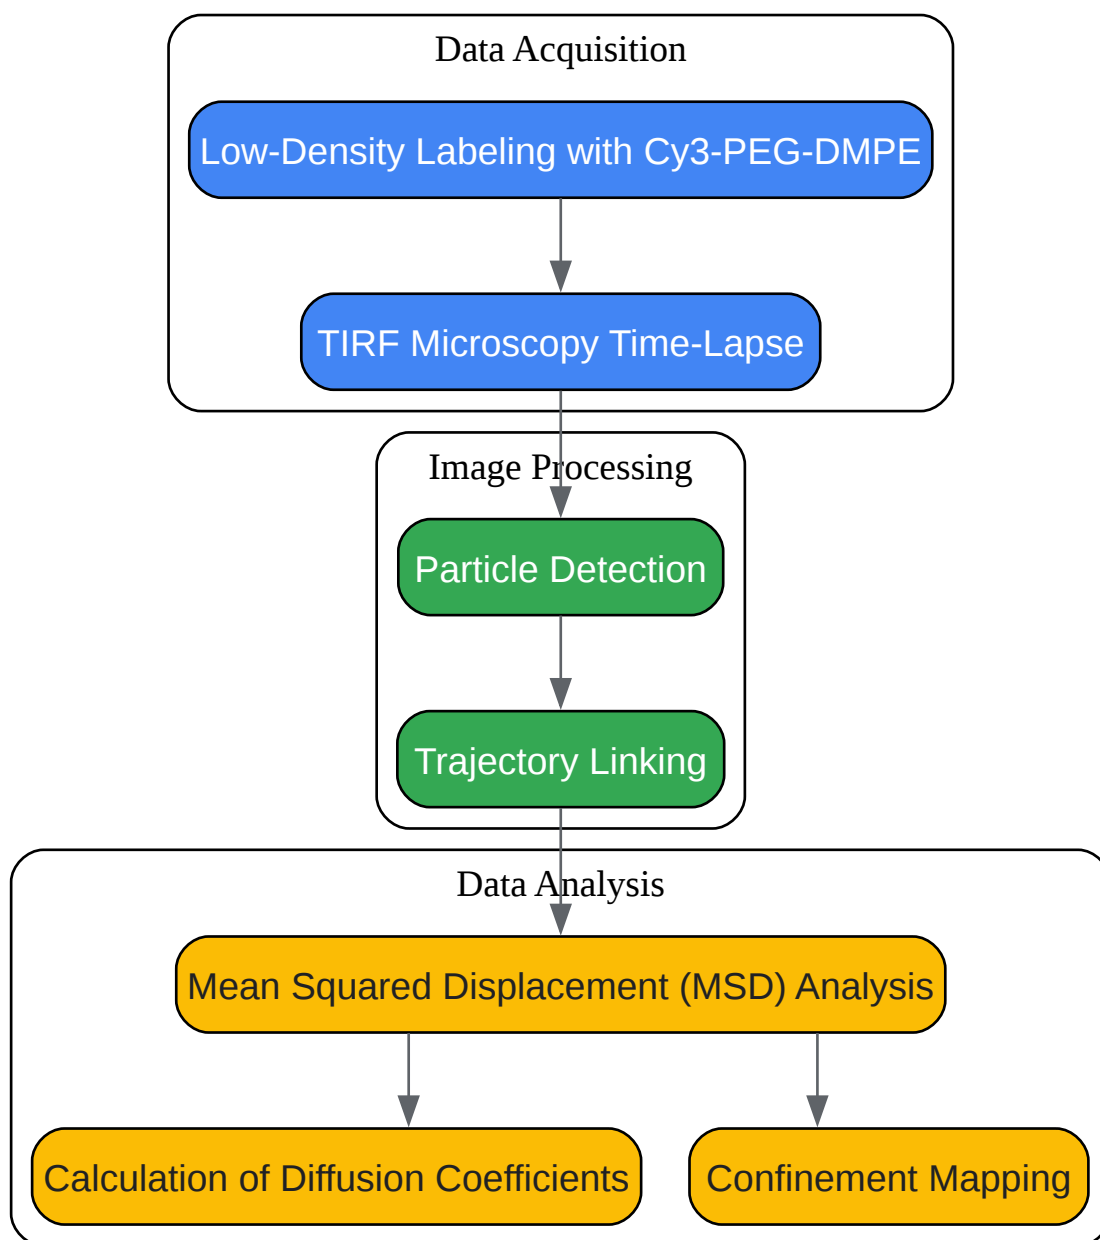 Data Acquisition
Low-Density Labeling with Cy3-PEG-DMPE
TIRF Microscopy Time-Lapse
Image Processing
Particle Detection
Trajectory Linking
Data Analysis
Mean Squared Displacement (MSD) Analysis
Calculation of Diffusion Coefficients
Confinement Mapping